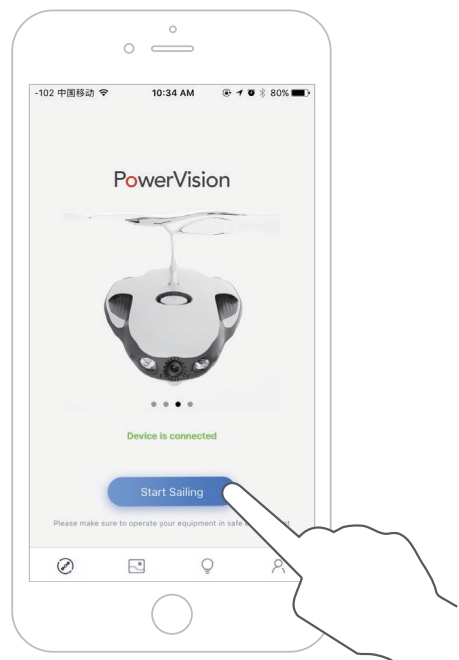 -102 中国移动 10:34 AM 80%
PowerVision
Device is connected
Start Sailing
Please make sure to operate your equipment in safe